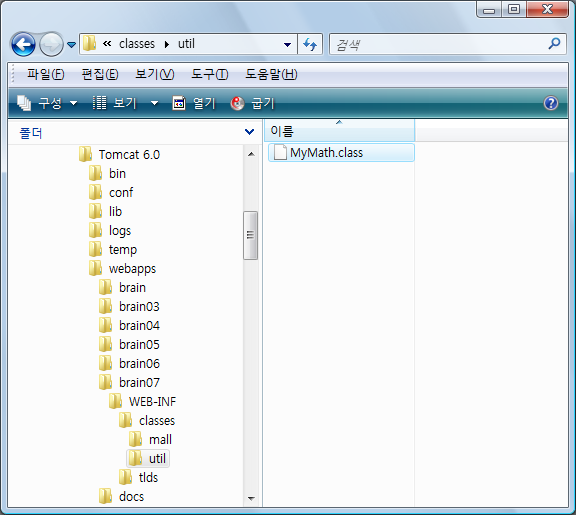 « classes ▸ util
검색
파일(F) 편집(E) 보기(V) 도구(T) 도움말(H)
구성 보기 열기 굽기
폴더
이름
Tomcat 6.0
bin
conf
lib
logs
temp
webapps
brain
brain03
brain04
brain05
brain06
brain07
WEB-INF
classes
mall
util
tlds
docs
MyMath.class